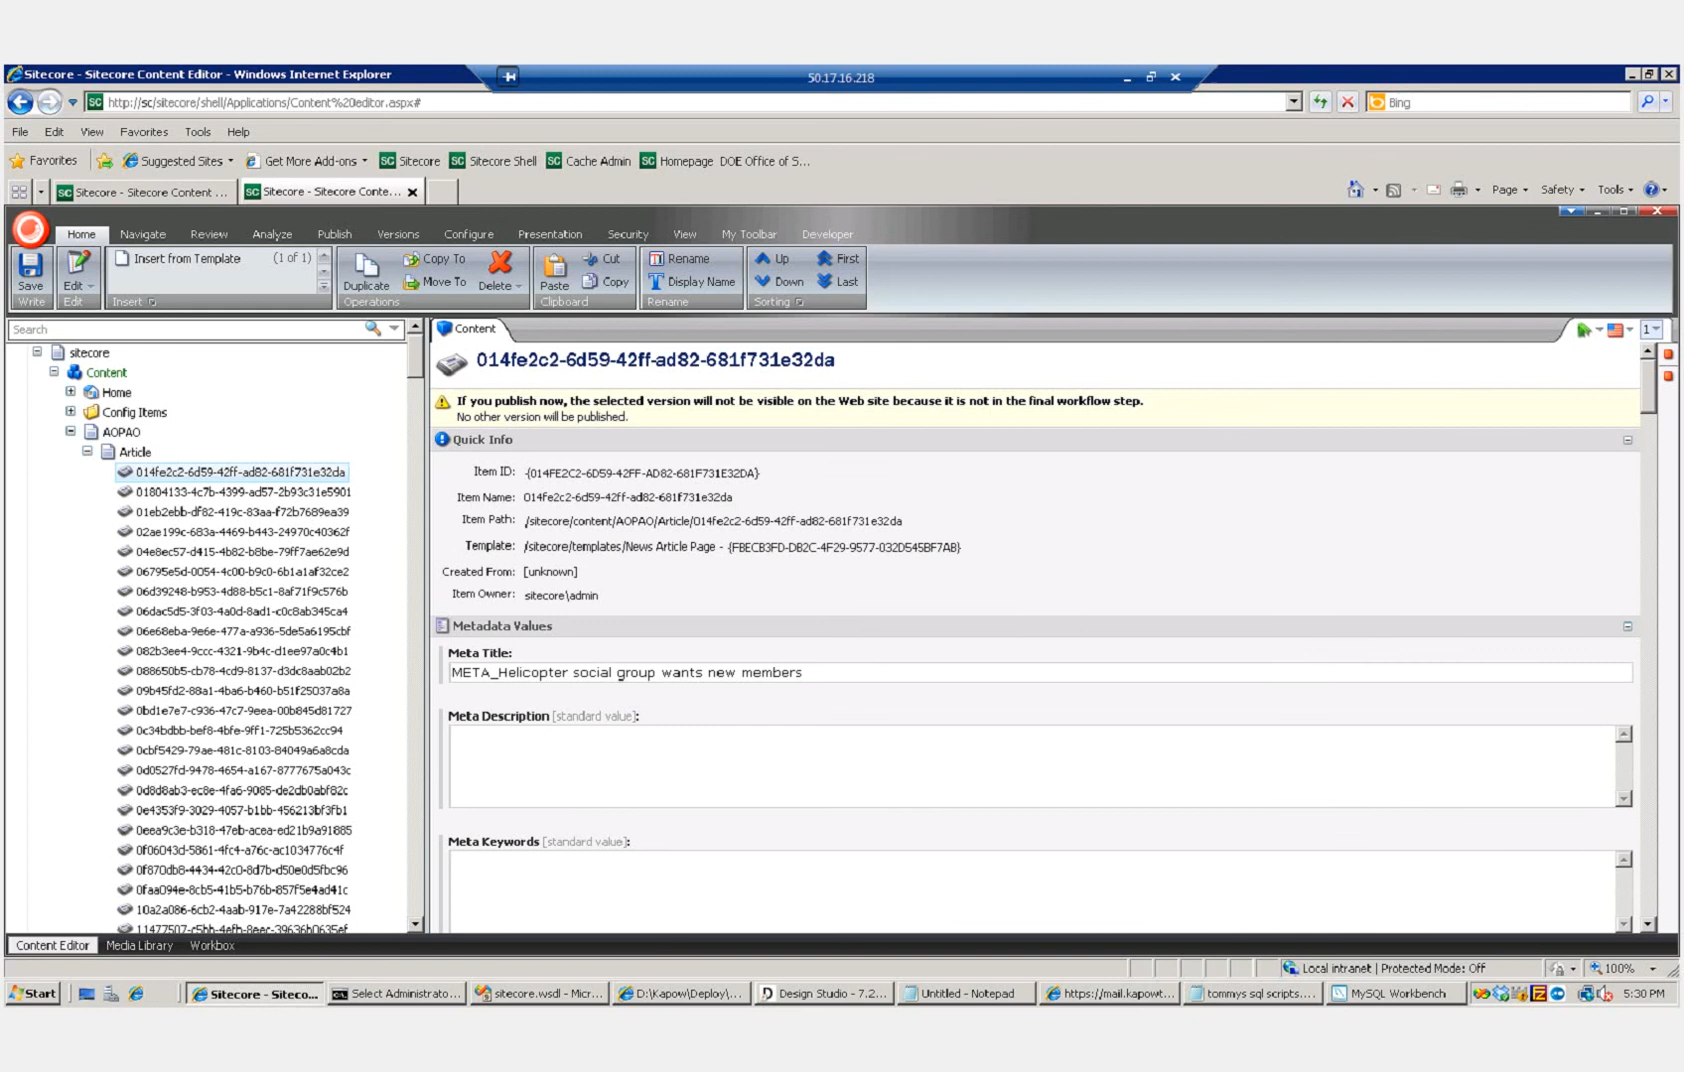 Sitecore - Sitecore Content Editor - Windows Internet Explorer
50.17.16.218
http://sc/sitecore/shell/Applications/Content%20editor.aspx#
Bing
File Edit View Favorites Tools Help
Favorites Suggested Sites Get More Add-ons SC Sitecore SC Sitecore Shell SC Cache Admin SC Homepage DOE Office of S...
SC Sitecore - Sitecore Content ... SC Sitecore - Sitecore Conte... Page Safety Tools
Home Navigate Review Analyze Publish Versions Configure Presentation Security View My Toolbar Developer
Insert from Template (1 of 1) Copy To Cut Copy Rename Up First
Save Edit Duplicate Move To Delete Paste Display Name Down Last
Write Edit Insert Operations Clipboard Rename Sorting
Search
sitecore
Content
Home
Config Items
AOPAO
Article
014fe2c2-6d59-42ff-ad82-681f731e32da
01804133-4c7b-4399-ad57-2b93c31e5901
01eb2ebb-df82-419c-83aa-f72b7689ea39
02ae199c-683a-4469-b443-24970c40362f
04e8ec57-d415-4b82-b8be-79ff7ae62e9d
06795e5d-0054-4c00-b9c0-6b1a1af32ce2
06d39248-b953-4d88-b5c1-8af71f9c576b
06dac5d5-3f03-4a0d-8ad1-c0c8ab345ca4
06e68eba-9e6e-477a-a936-5de5a6195cbf
082b3ee4-9ccc-4321-9b4c-d1ee97a0c4b1
088650b5-cb78-4cd9-8137-d3dc8aab02b2
09b45fd2-88a1-4ba6-b460-b51f25037a8a
0bd1e7e7-c936-47c7-9eea-00b845d81727
0c34bdbb-bef8-4bfe-9ff1-725b5362cc94
0cbf5429-79ae-481c-8103-84049a6a8cda
0d0527fd-9478-4654-a167-8777675a043c
0d8d8ab3-ec8e-4fa6-9085-de2db0abf82c
0e4353f9-3029-4057-b1bb-456213bf3fb1
0eea9c3e-b318-47eb-acea-ed21b9a91885
0f06043d-5861-4fc4-a76c-ac1034776c4f
0f870db8-4434-42c0-8d7b-d50e0d5fbc96
0faa094e-8cb5-41b5-b76b-857f5e4ad41c
10a2a086-6cb2-4aab-917e-7a42288bf524
11477507-c5bb-4efb-8eec-39636b0635ef
Content
1
014fe2c2-6d59-42ff-ad82-681f731e32da
If you publish now, the selected version will not be visible on the Web site because it is not in the final workflow step.
No other version will be published.
Quick Info
Item ID: {014FE2C2-6D59-42FF-AD82-681F731E32DA}
Item Name: 014fe2c2-6d59-42ff-ad82-681f731e32da
Item Path: /sitecore/content/AOPAO/Article/014fe2c2-6d59-42ff-ad82-681f731e32da
Template: /sitecore/templates/News Article Page - {FBECB3FD-DB2C-4F29-9577-032D545BF7AB}
Created From: [unknown]
Item Owner: sitecore\admin
Metadata Values
Meta Title:
META_Helicopter social group wants new members
Meta Description [standard value]:
Meta Keywords [standard value]:
Content Editor Media Library Workbox
Local intranet | Protected Mode: Off 100%
Start Sitecore - Siteco... Select Administrato... sitecore.wsdl - Micr... D:\Kapow\Deploy\... Design Studio - 7.2... Untitled - Notepad https://mail.kapowt... tommys sql scripts.... MySQL Workbench 5:30 PM